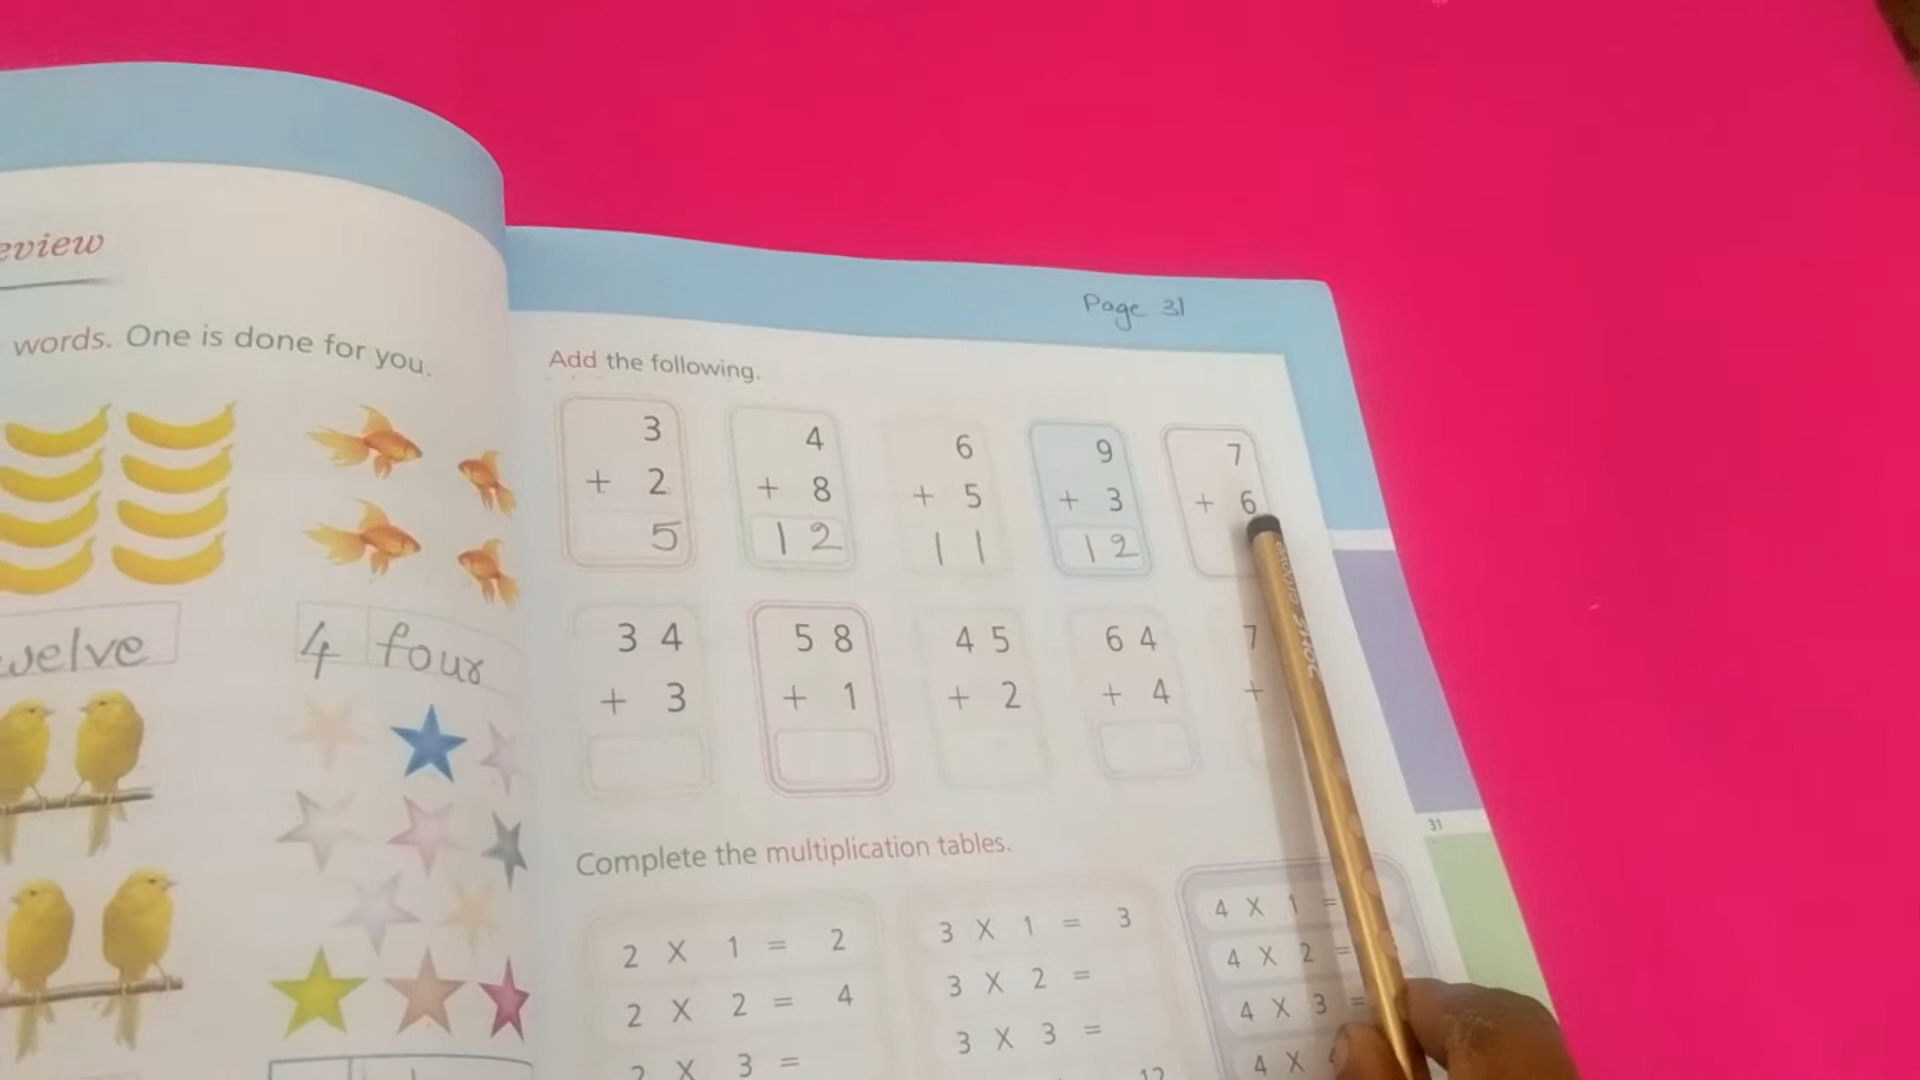 eview
words. One is done for you.
welve
4 four
Page 31
Add the following.
3 4 6 9 7
+ 2 + 8 + 5 + 3 + 6
5 12 11 12
34 58 45 64 7
+ 3 + 1 + 2 + 4 +
31
Complete the multiplication tables.
2 X 1 = 2
2 X 2 = 4
2 X 3 =
3 X 1 = 3
3 X 2 =
3 X 3 =
12
4 X 1 =
4 X 2 =
4 X 3 =
4 X